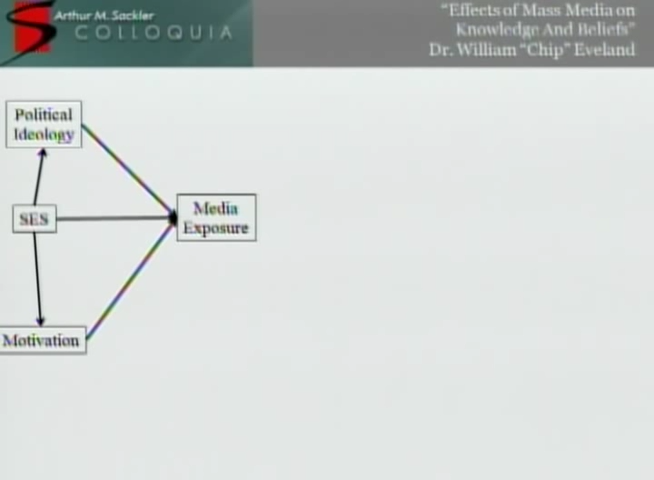 Arthur M. Sackler
COLLOQUIA
"Effects of Mass Media on
Knowledge And Beliefs"
Dr. William "Chip" Eveland
Political
Ideology
SES
Media
Exposure
Motivation